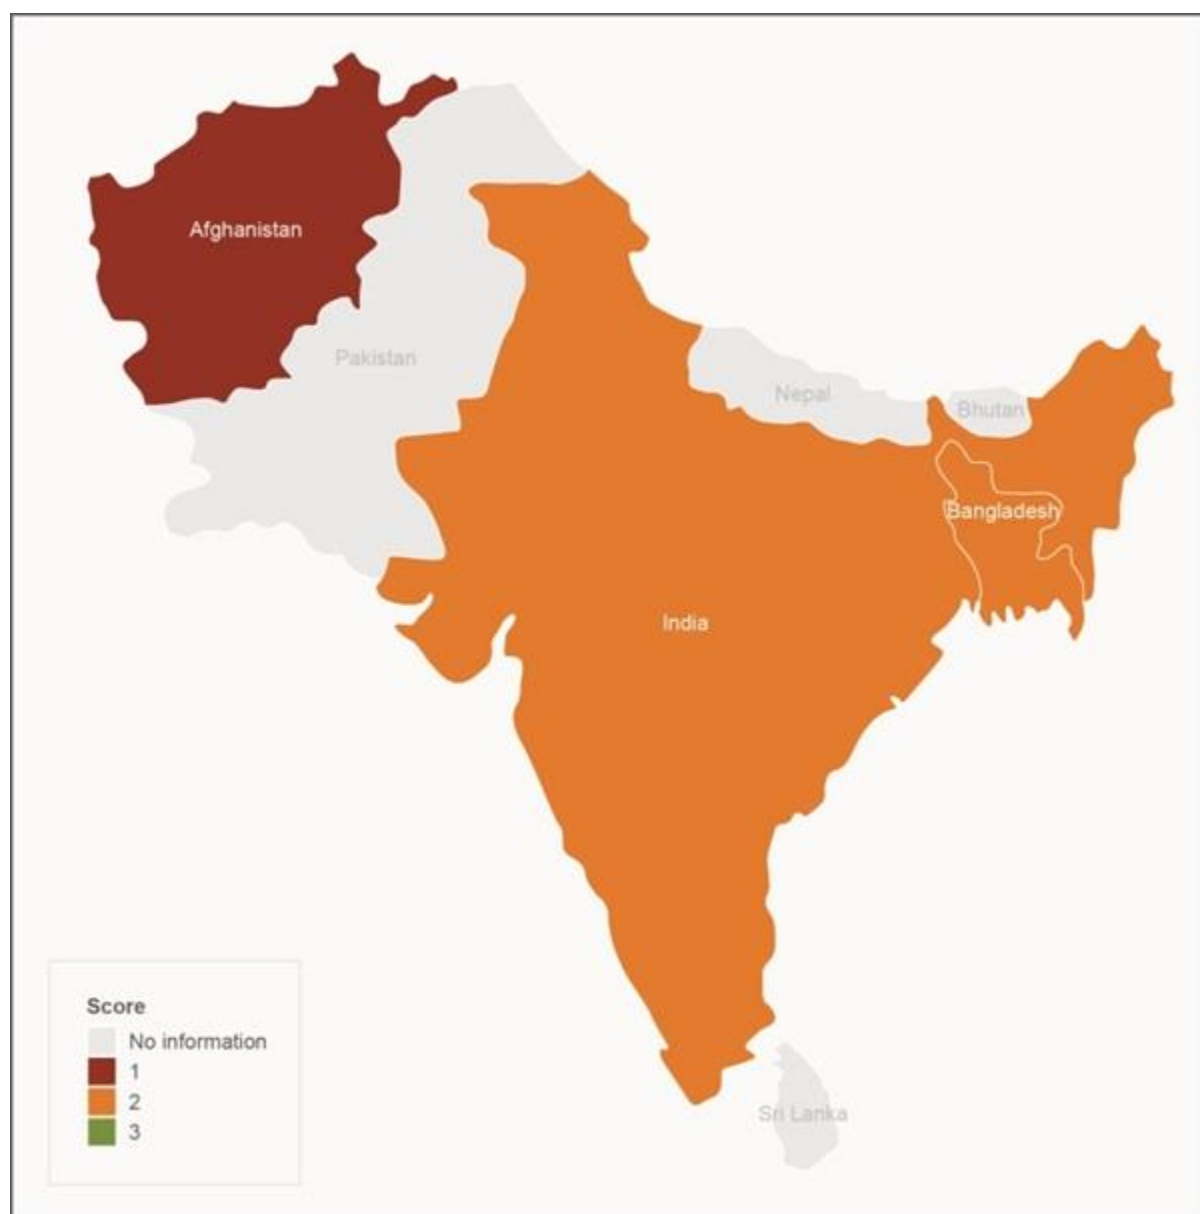 Afghanistan
Pakistan
Nepal
Bhutan
Bangladesh
India
Score
No information
1
2
3
Sri Lanka